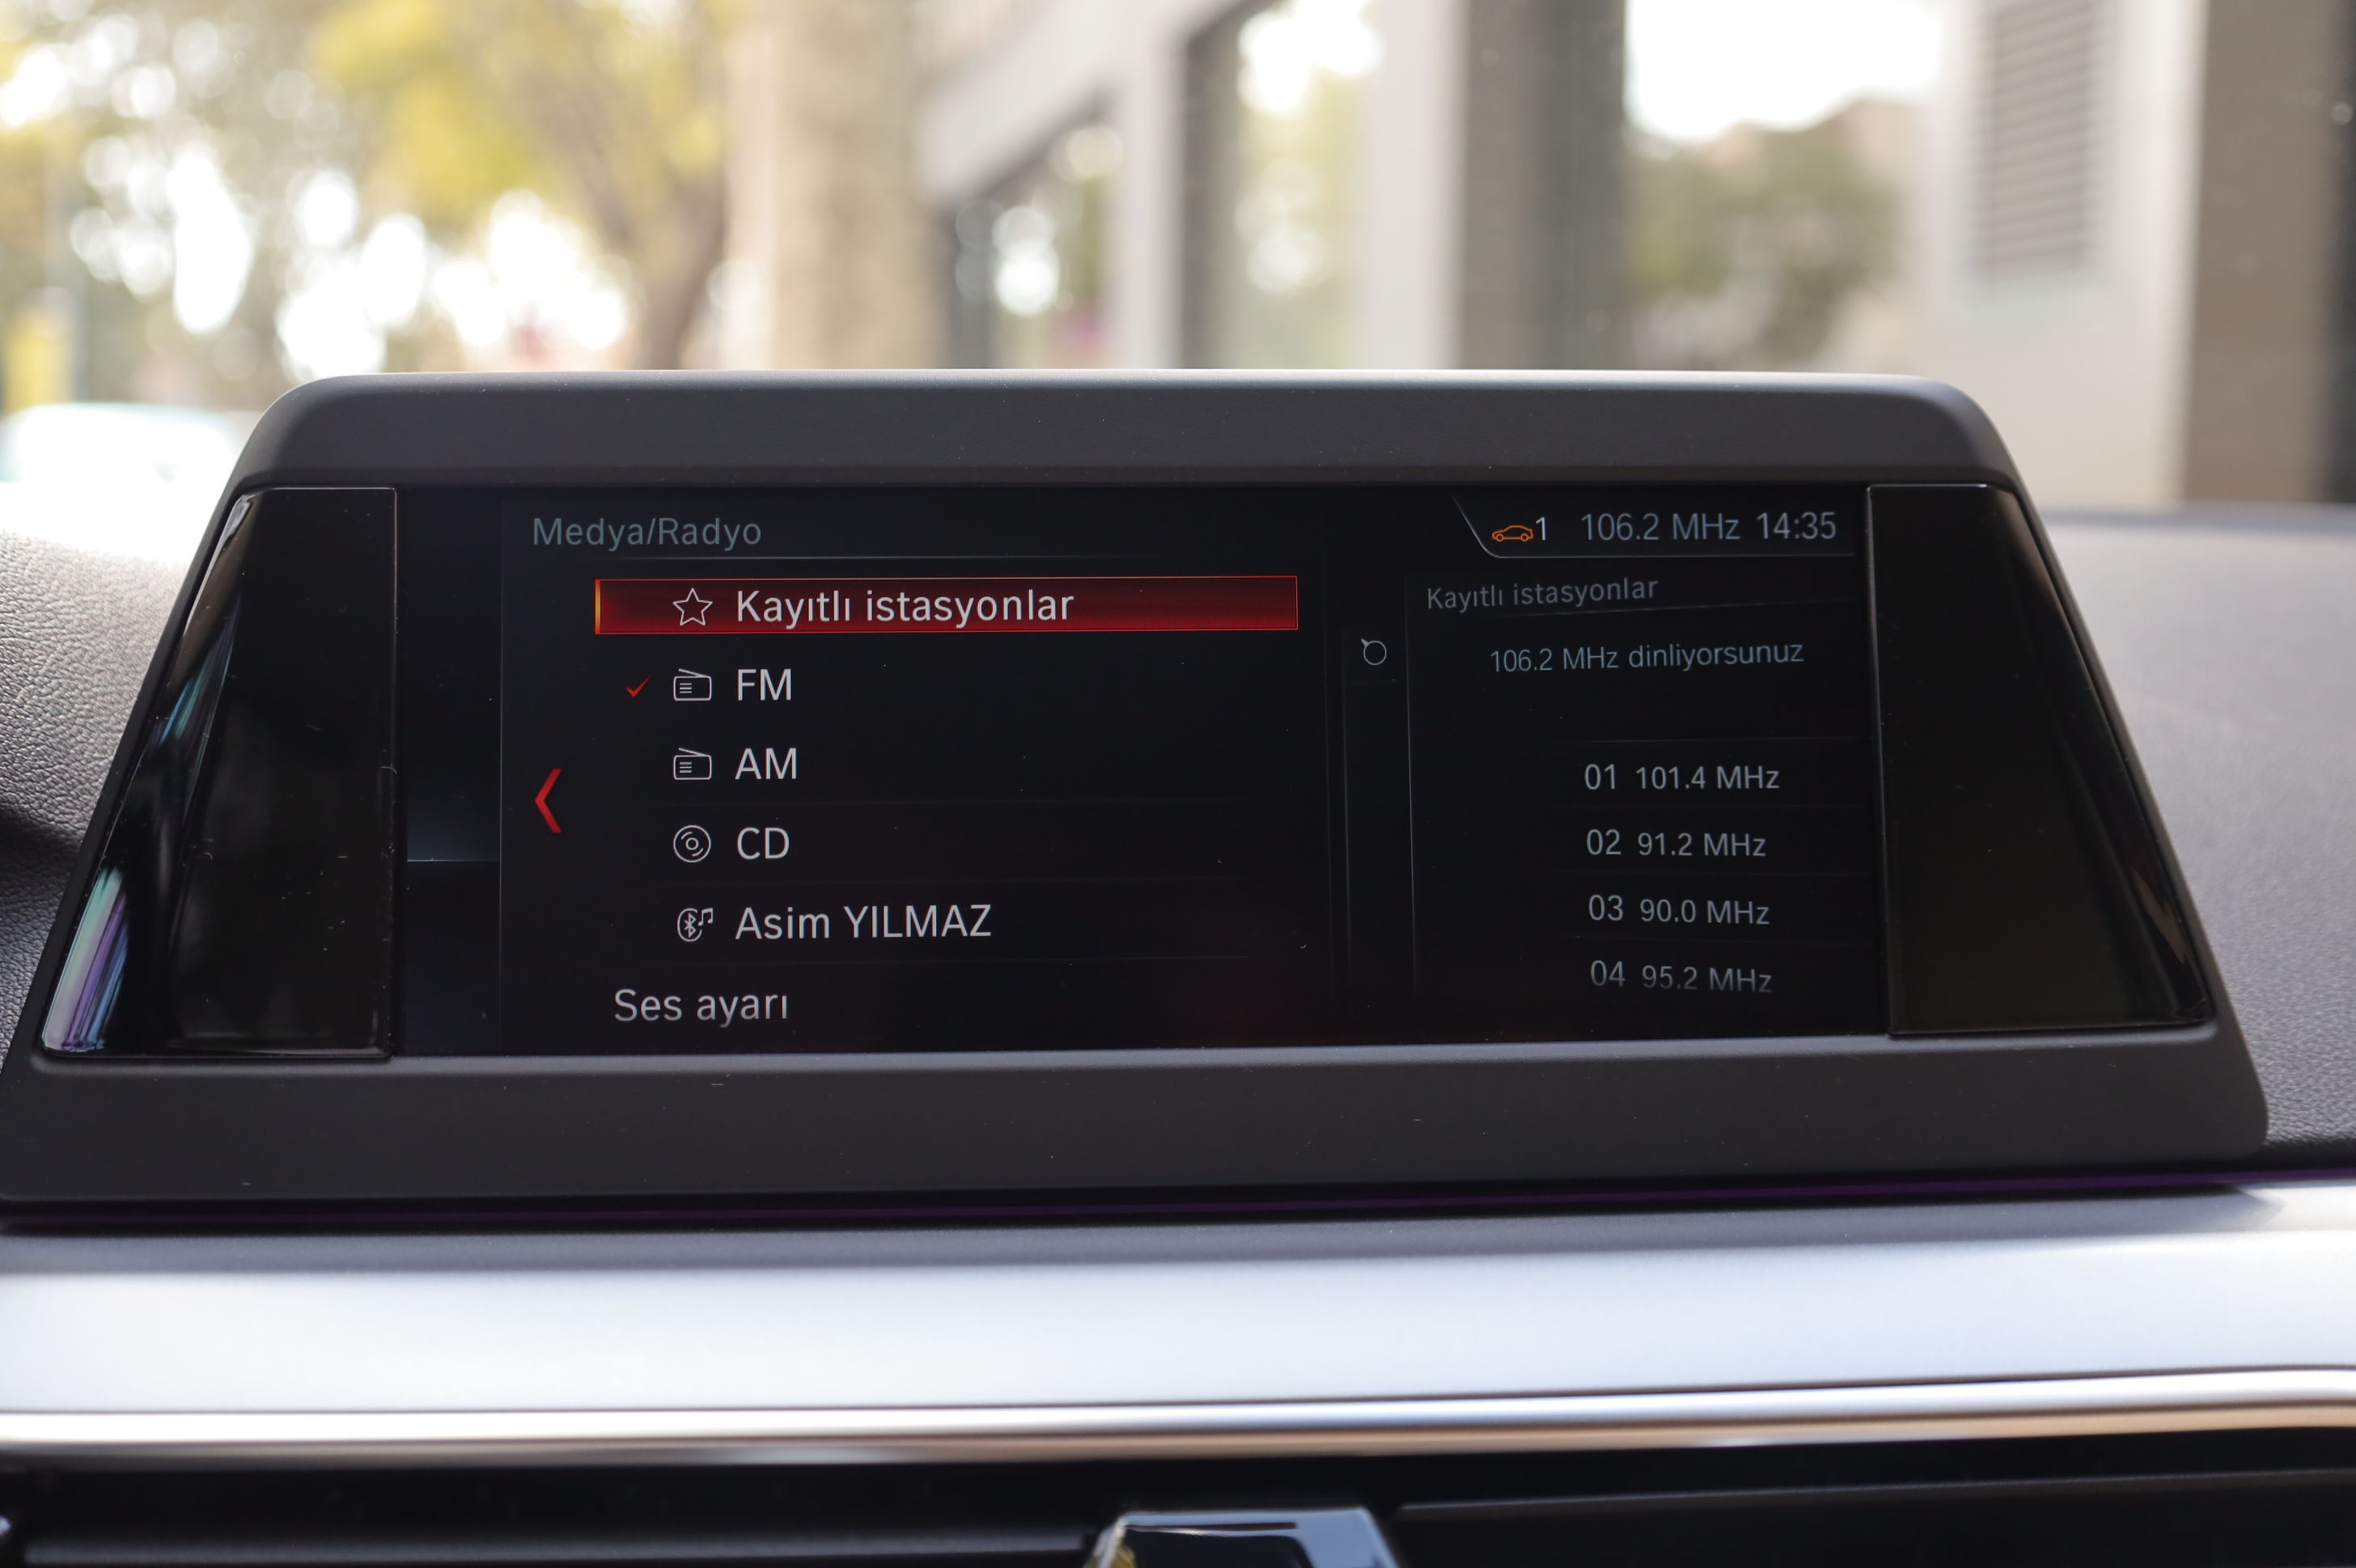 Medya/Radyo
1 106.2 MHz 14:35
Kayıtlı istasyonlar
FM
AM
CD
Asim YILMAZ
Ses ayarı
Kayıtlı istasyonlar
106.2 MHz dinliyorsunuz
01 101.4 MHz
02 91.2 MHz
03 90.0 MHz
04 95.2 MHz